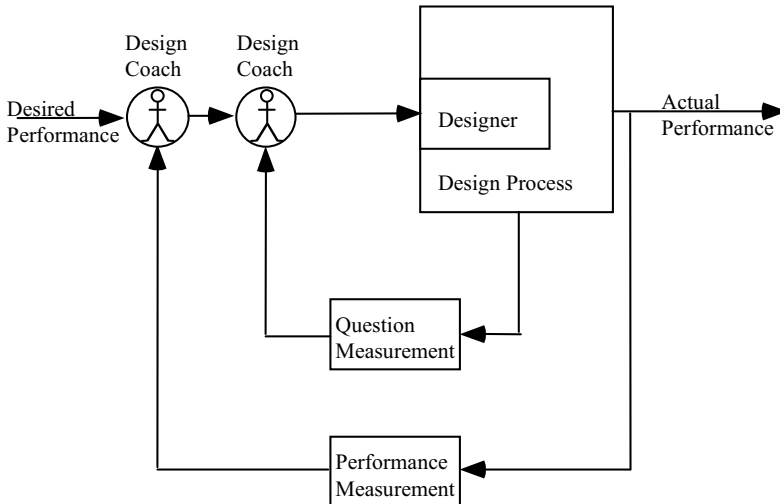 Design
Coach
Design
Coach
Desired
Performance
Designer
Design Process
Actual
Performance
Question
Measurement
Performance
Measurement